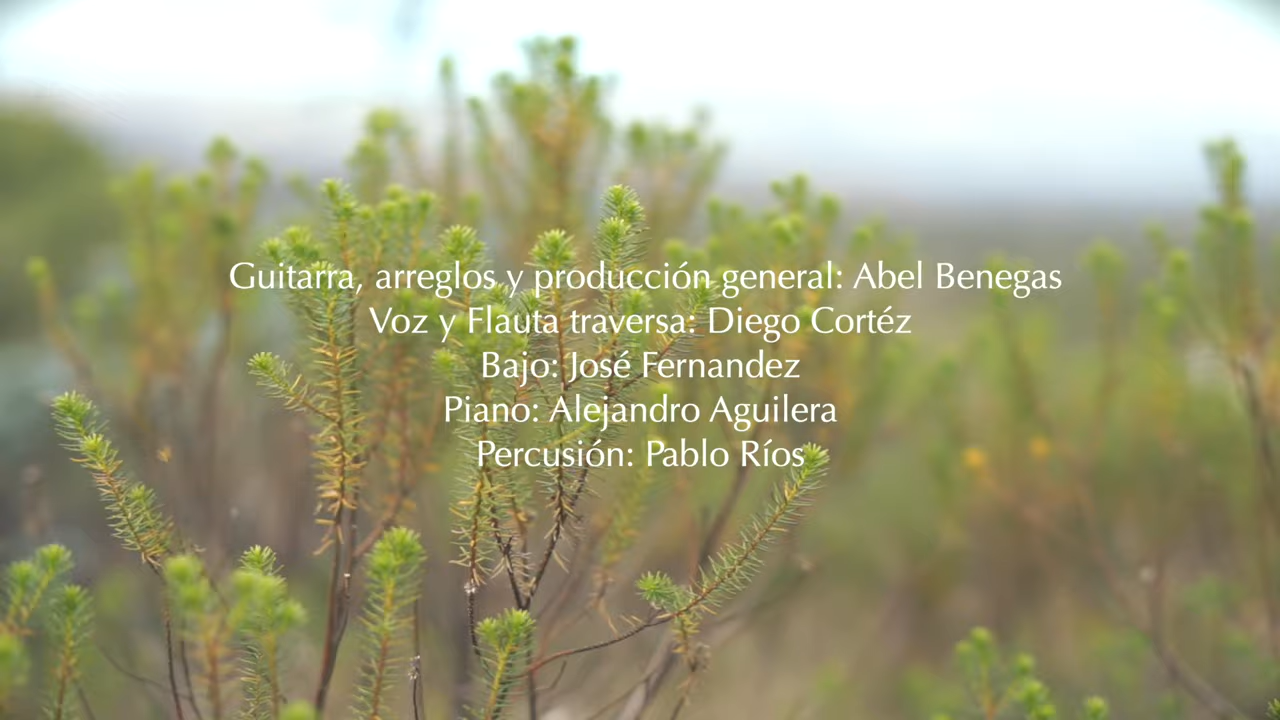 Guitarra, arreglos y producción general: Abel Benegas
Voz y Flauta traversa: Diego Cortéz
Bajo: José Fernandez
Piano: Alejandro Aguilera
Percusión: Pablo Ríos